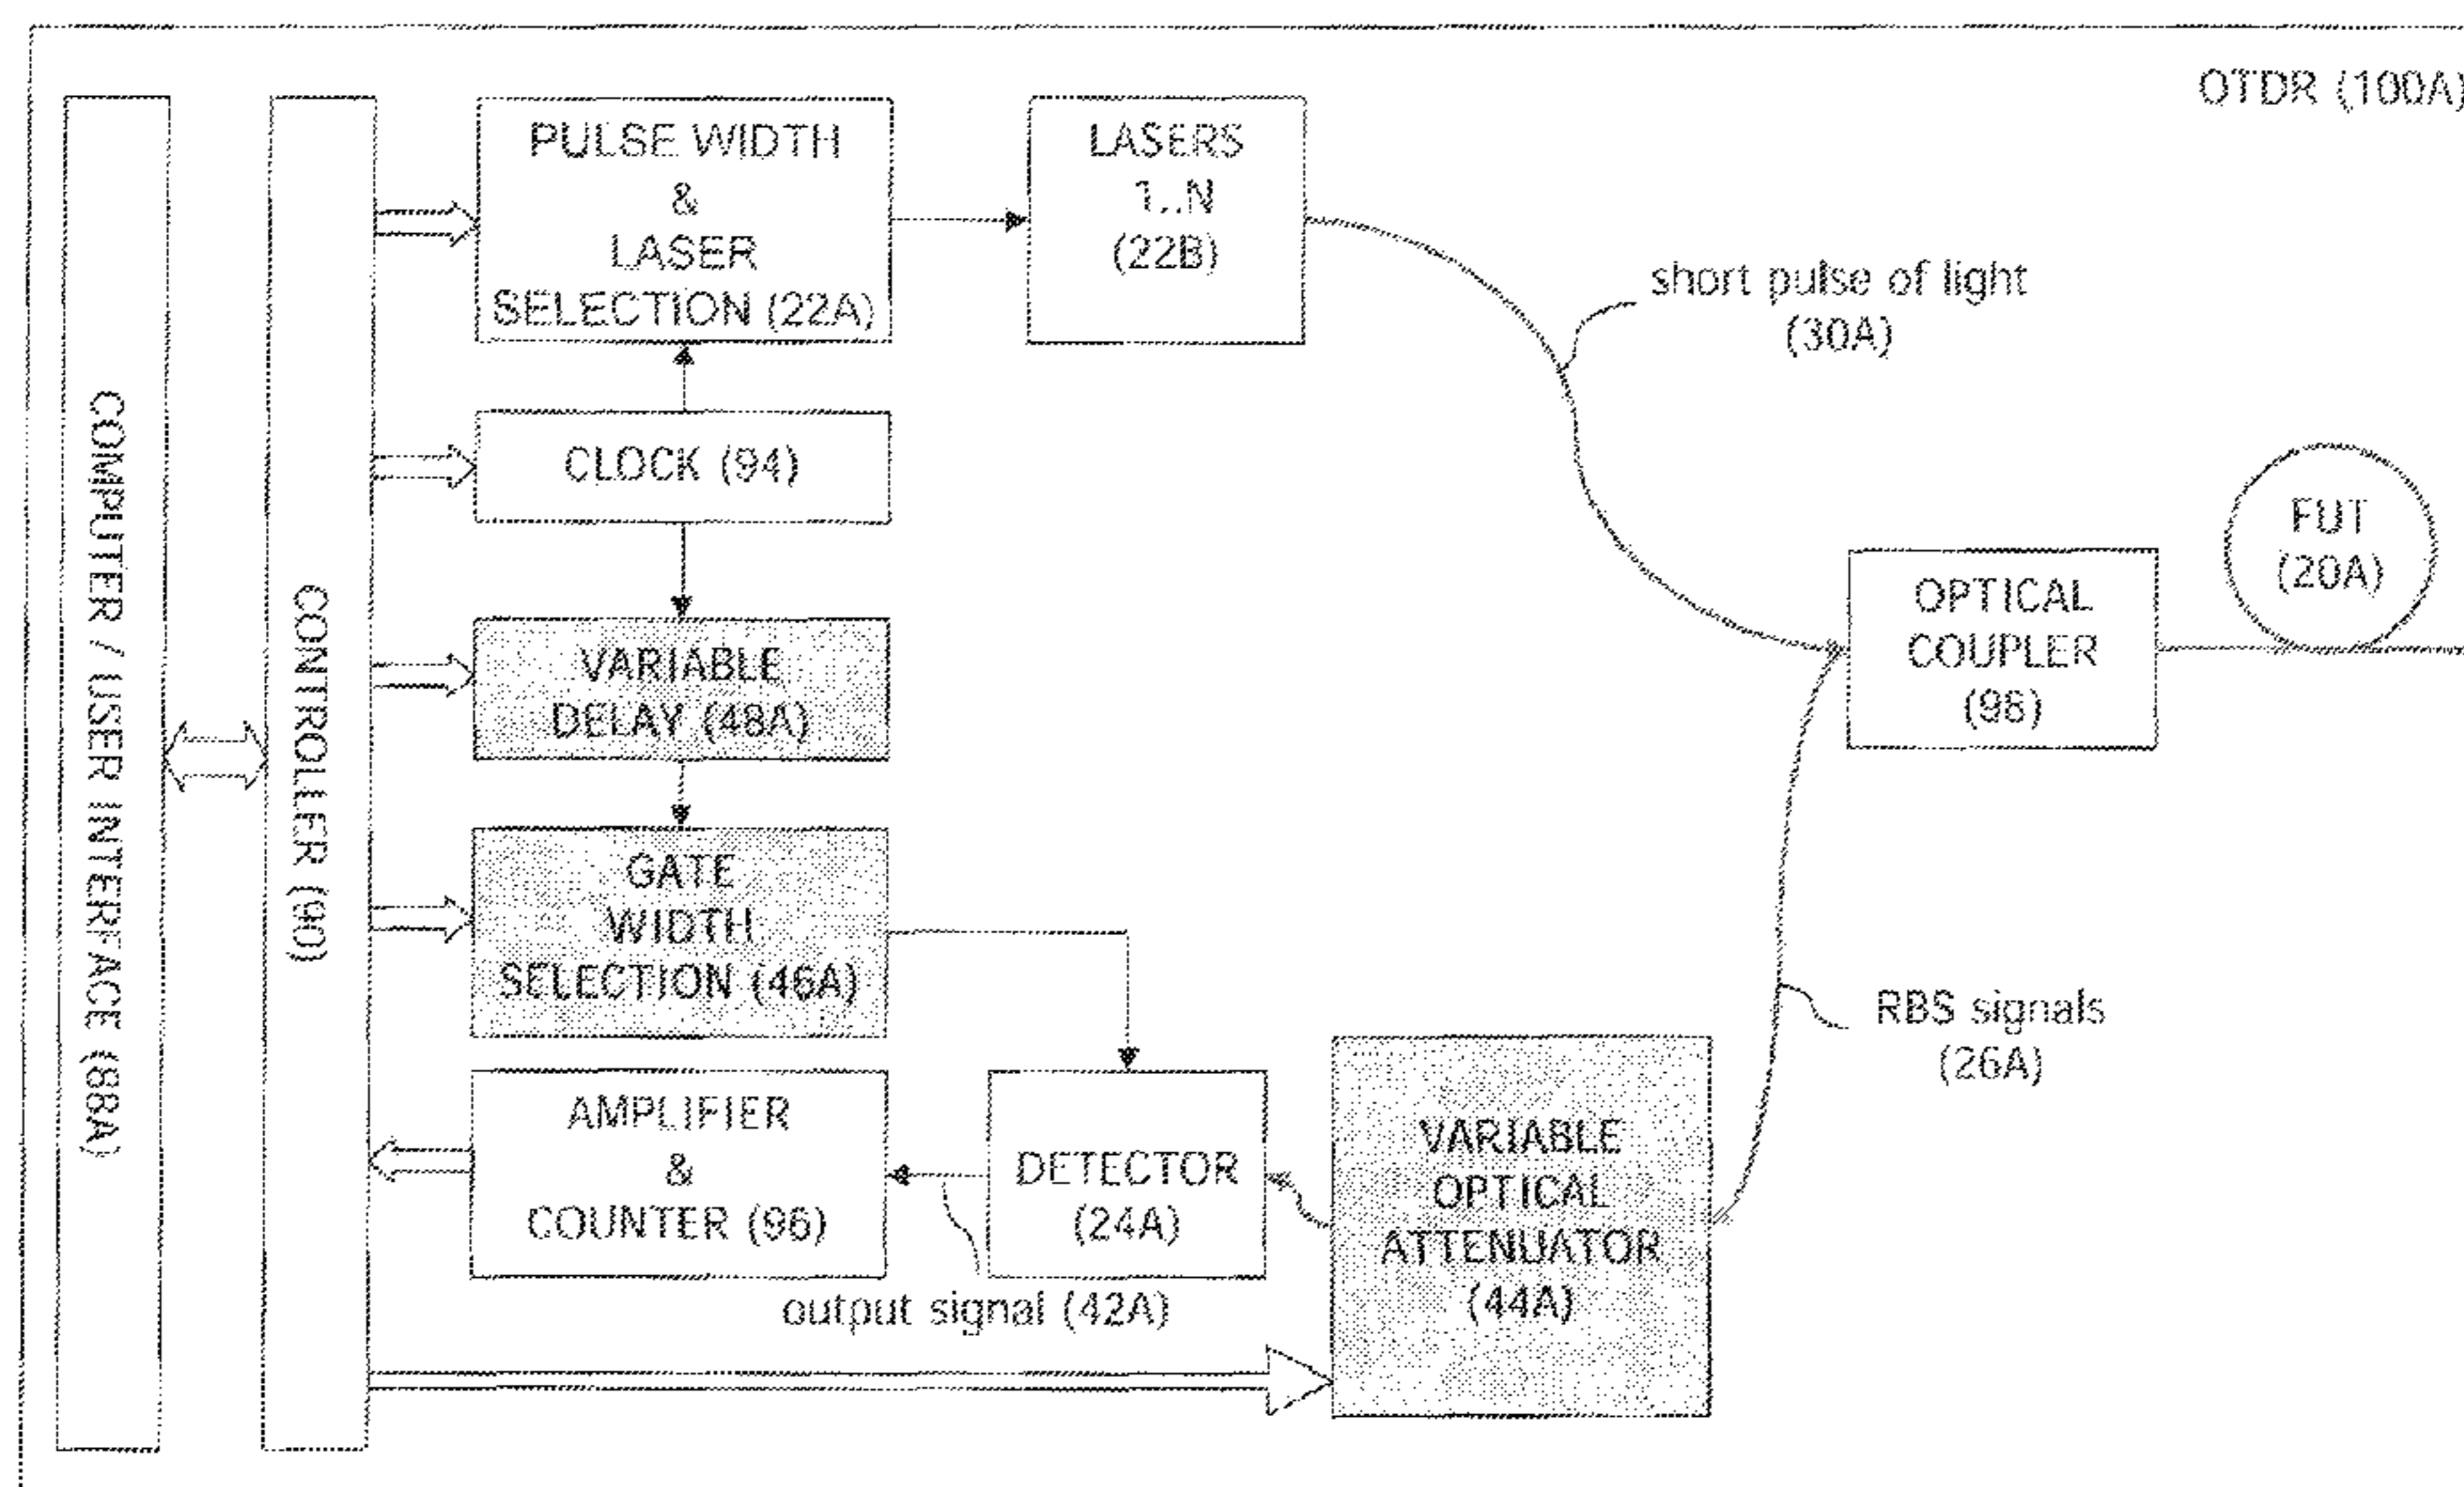 OTDR (100A)
PULSE WIDTH
&
LASER
SELECTION (22A)
LASERS
1..N
(22B)
short pulse of light
(30A)
CLOCK (94)
FUT
(20A)
OPTICAL
COUPLER
(98)
VARIABLE
DELAY (48A)
COMPUTER / USER INTERFACE (88A)
CONTROLLER (90)
GATE
WIDTH
SELECTION (46A)
RBS signals
(26A)
AMPLIFIER
&
COUNTER (96)
DETECTOR
(24A)
VARIABLE
OPTICAL
ATTENUATOR
(44A)
output signal (42A)